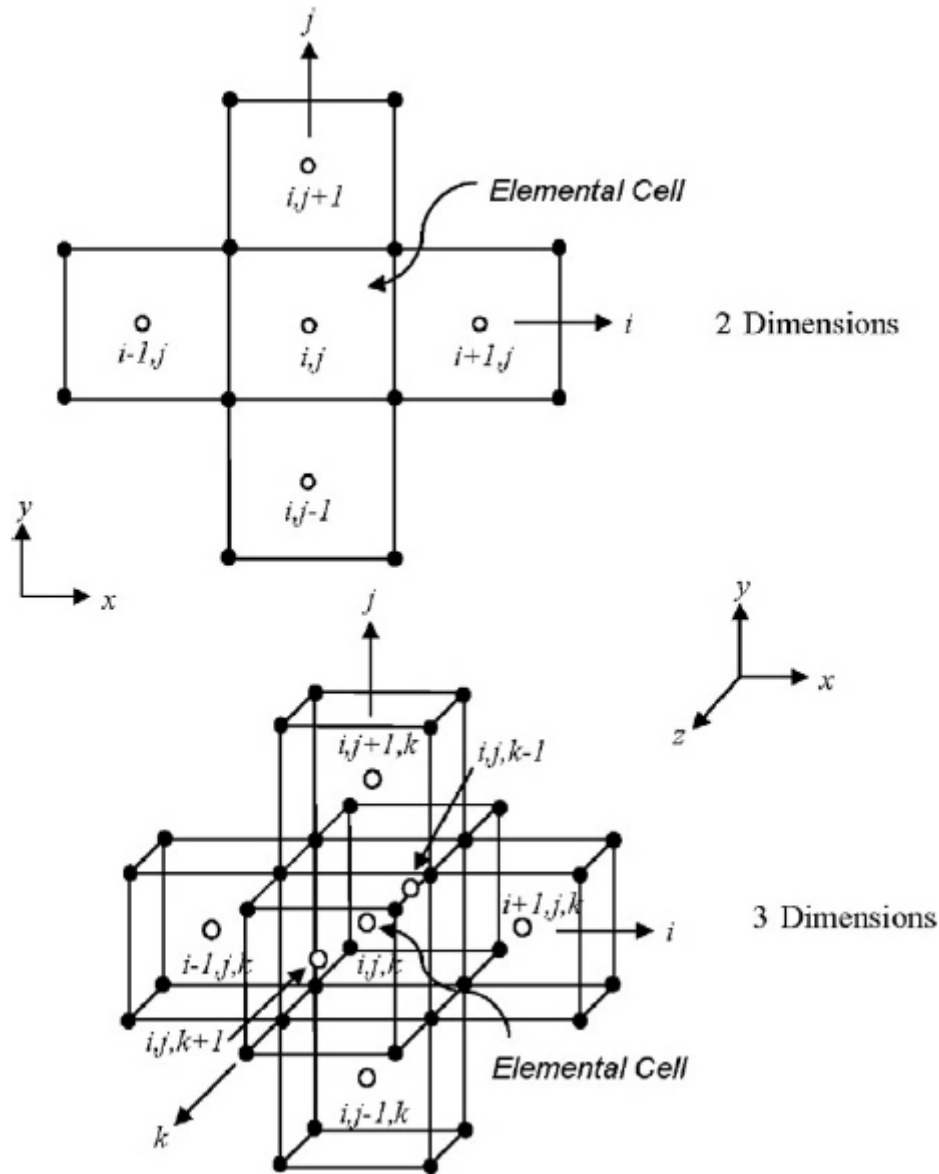 j
i,j+1
Elemental Cell
i-1,j
i,j
i+1,j
i
2 Dimensions
i,j-1
y
x
j
y
x
z
i,j+1,k
i,j,k-1
i+1,j,k
3 Dimensions
i
i-1,j,k
i,j,k
i,j,k+1
Elemental Cell
i,j-1,k
k